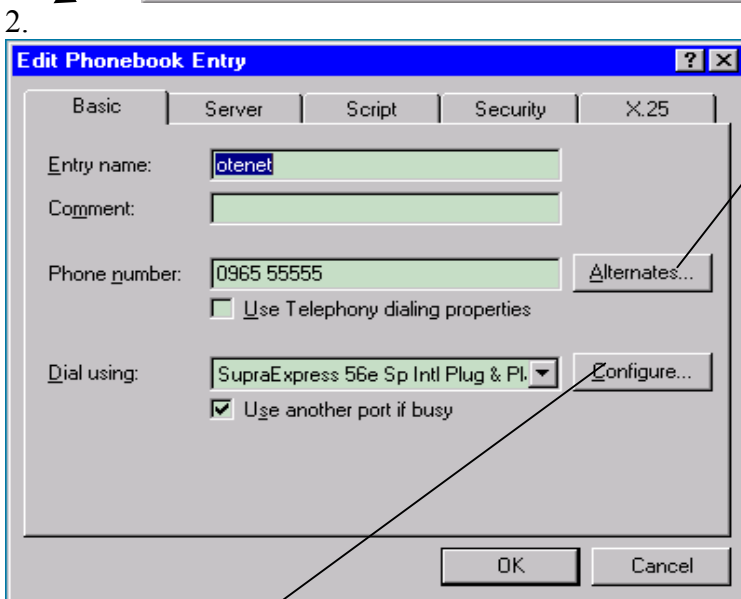 2.
Edit Phonebook Entry
Basic Server Script Security X.25
Entry name: otenet
Comment:
Phone number: 0965 55555 Alternates...
Use Telephony dialing properties
Dial using: SupraExpress 56e Sp Intl Plug & Pl Configure...
Use another port if busy
OK Cancel